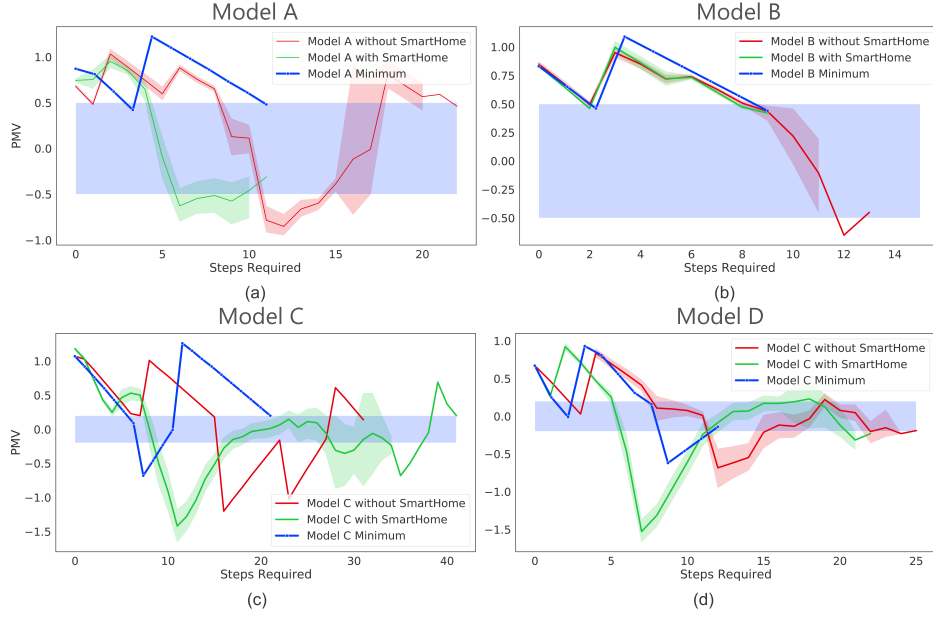 Model A
1.0
0.5
0.0
−0.5
−1.0
PMV
Model A without SmartHome
Model A with SmartHome
Model A Minimum
0 5 10 15 20
Steps Required
(a)
Model B
1.00
0.75
0.50
0.25
0.00
−0.25
−0.50
PMV
Model B without SmartHome
Model B with SmartHome
Model B Minimum
0 2 4 6 8 10 12 14
Steps Required
(b)
Model C
1.0
0.5
0.0
−0.5
−1.0
−1.5
PMV
Model C without SmartHome
Model C with SmartHome
Model C Minimum
0 10 20 30 40
Steps Required
(c)
Model D
1.0
0.5
0.0
−0.5
−1.0
−1.5
Model C without SmartHome
Model C with SmartHome
Model C Minimum
0 5 10 15 20 25
Steps Required
(d)